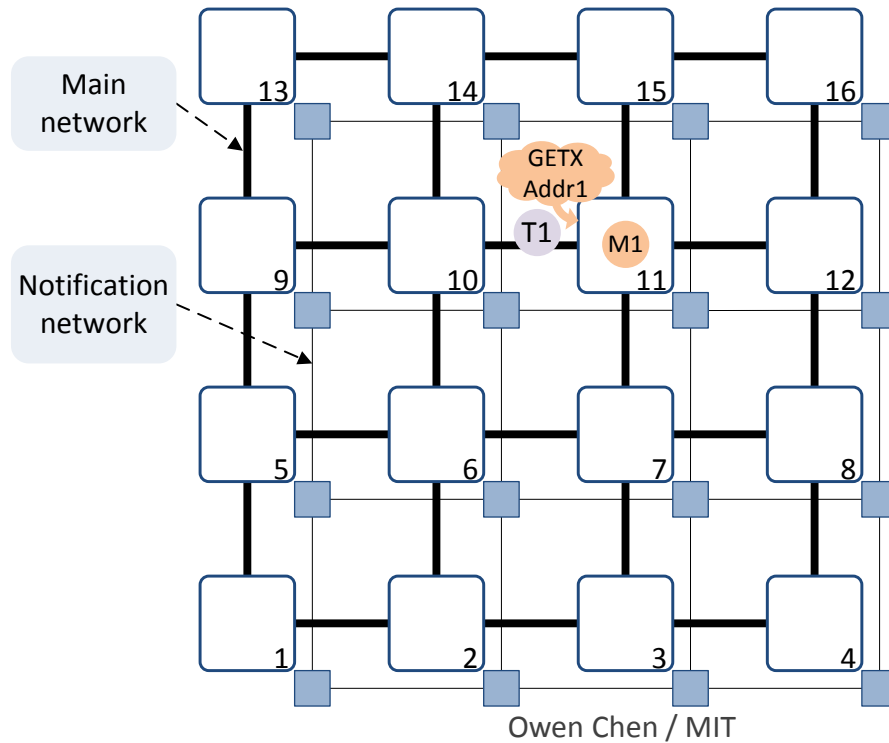 Main
network
13
14
15
16
GETX
Addr1
T1
M1
9
10
11
12
Notification
network
5
6
7
8
1
2
3
4
Owen Chen / MIT